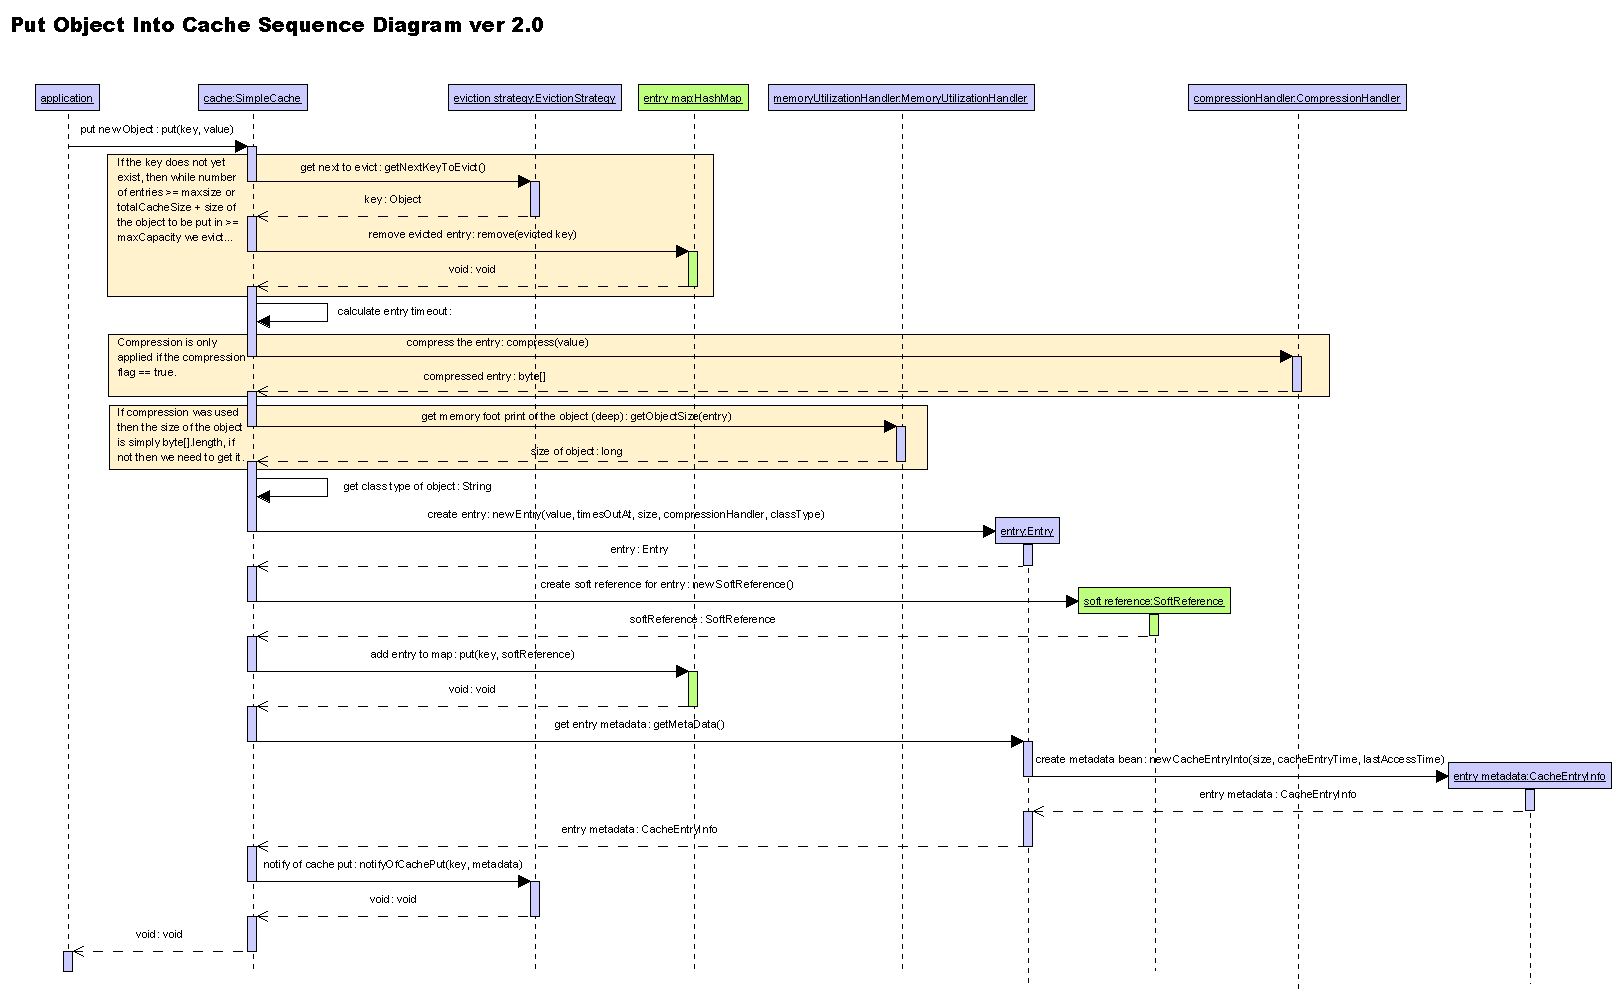 Put Object Into Cache Sequence Diagram ver 2.0
application
cache:SimpleCache
eviction strategy:EvictionStrategy
entry map:HashMap
memoryUtilizationHandler:MemoryUtilizationHandler
compressionHandler:CompressionHandler
put newObject : put(key, value)
If the key does not yet
exist, then while number
of entries >= maxsize or
totalCacheSize + size of
the object to be put in >=
maxCapacity we evict...
get next to evict : getNextKeyToEvict()
key : Object
remove evicted entry: remove(evicted key)
void : void
calculate entry timeout :
Compression is only
applied if the compression
flag == true.
compress the entry: compress(value)
compressed entry : byte[]
If compression was used
then the size of the object
is simply byte[].length, if
not then we need to get it.
get memory foot print of the object (deep) : getObjectSize(entry)
size of object : long
get class type of object : String
create entry: newEntry(value, timesOutAt, size, compressionHandler, classType)
entry:Entry
entry : Entry
create soft reference for entry : newSoftReference()
soft reference:SoftReference
softReference : SoftReference
add entry to map : put(key, softReference)
void : void
get entry metadata : getMetaData()
create metadata bean : newCacheEntryInto(size, cacheEntryTime, lastAccessTime)
entry metadata:CacheEntryInfo
entry metadata : CacheEntryInfo
entry metadata : CacheEntryInfo
notify of cache put : notifyOfCachePut(key, metadata)
void : void
void : void